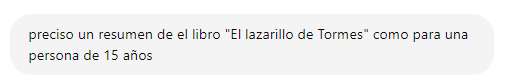 preciso un resumen de el libro "El lazarillo de Tormes" como para una
persona de 15 años